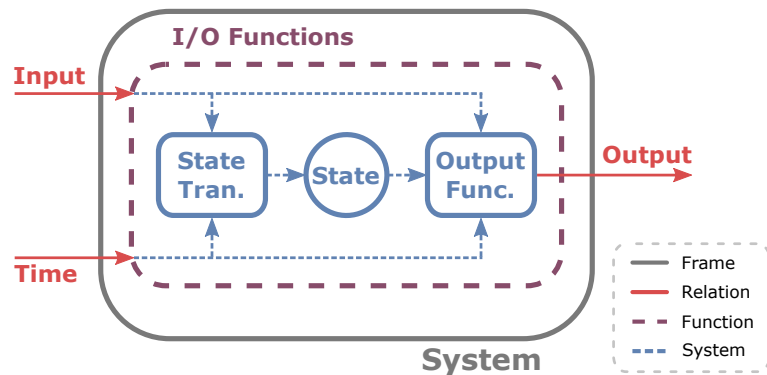 I/O Functions
Input
State
Tran.
State
Output
Func.
Output
Time
System
Frame
Relation
Function
System